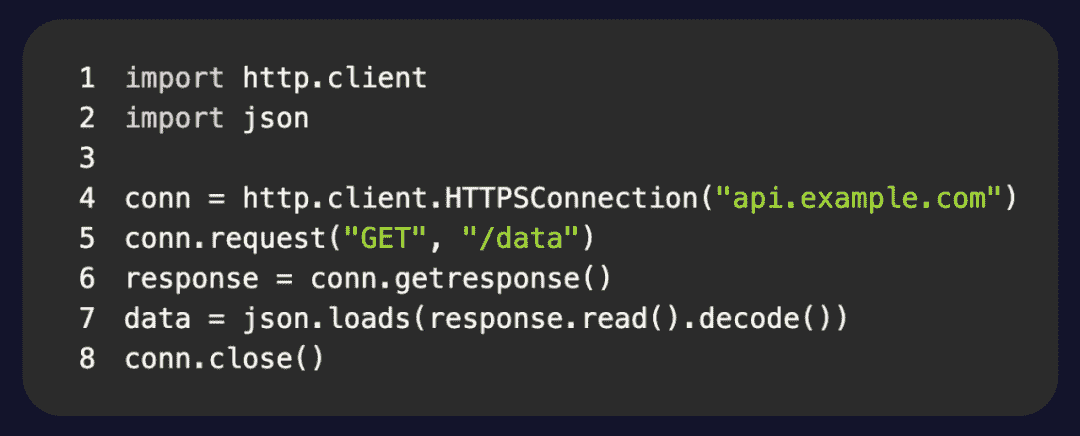 1 import http.client
2 import json
3
4 conn = http.client.HTTPSConnection("api.example.com")
5 conn.request("GET", "/data")
6 response = conn.getresponse()
7 data = json.loads(response.read().decode())
8 conn.close()